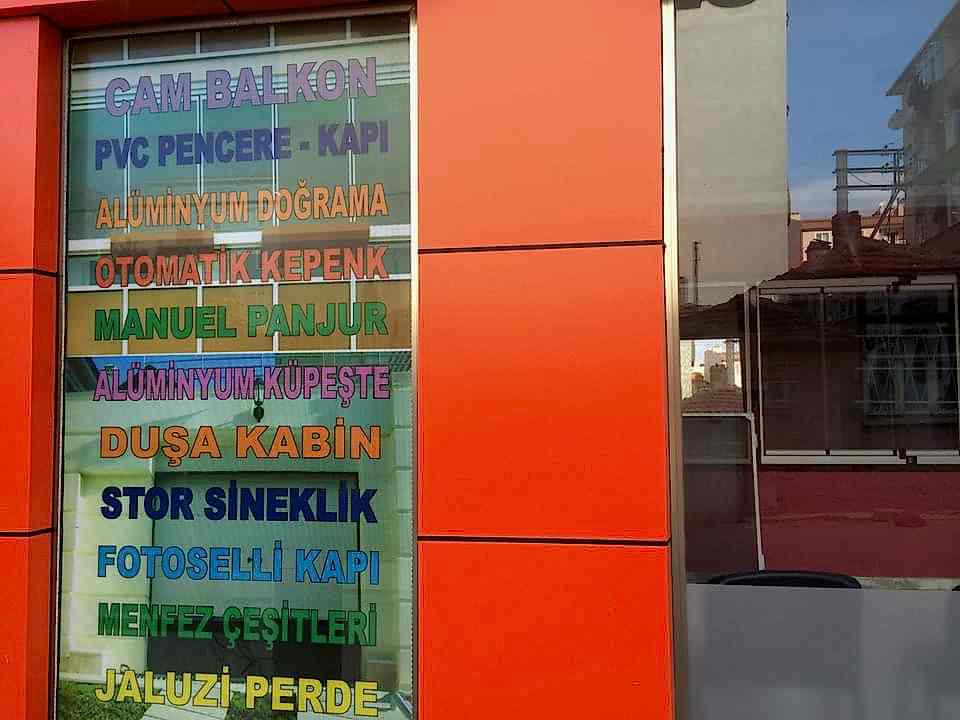 CAM BALKON
PVC PENCERE - KAPI
ALÜMİNYUM DOĞRAMA
OTOMATİK KEPENK
MANUEL PANJUR
ALÜMİNYUM KÜPEŞTE
DUŞA KABİN
STOR SİNEKLİK
FOTOSELLİ KAPI
MENFEZ ÇEŞİTLERİ
JALUZİ PERDE